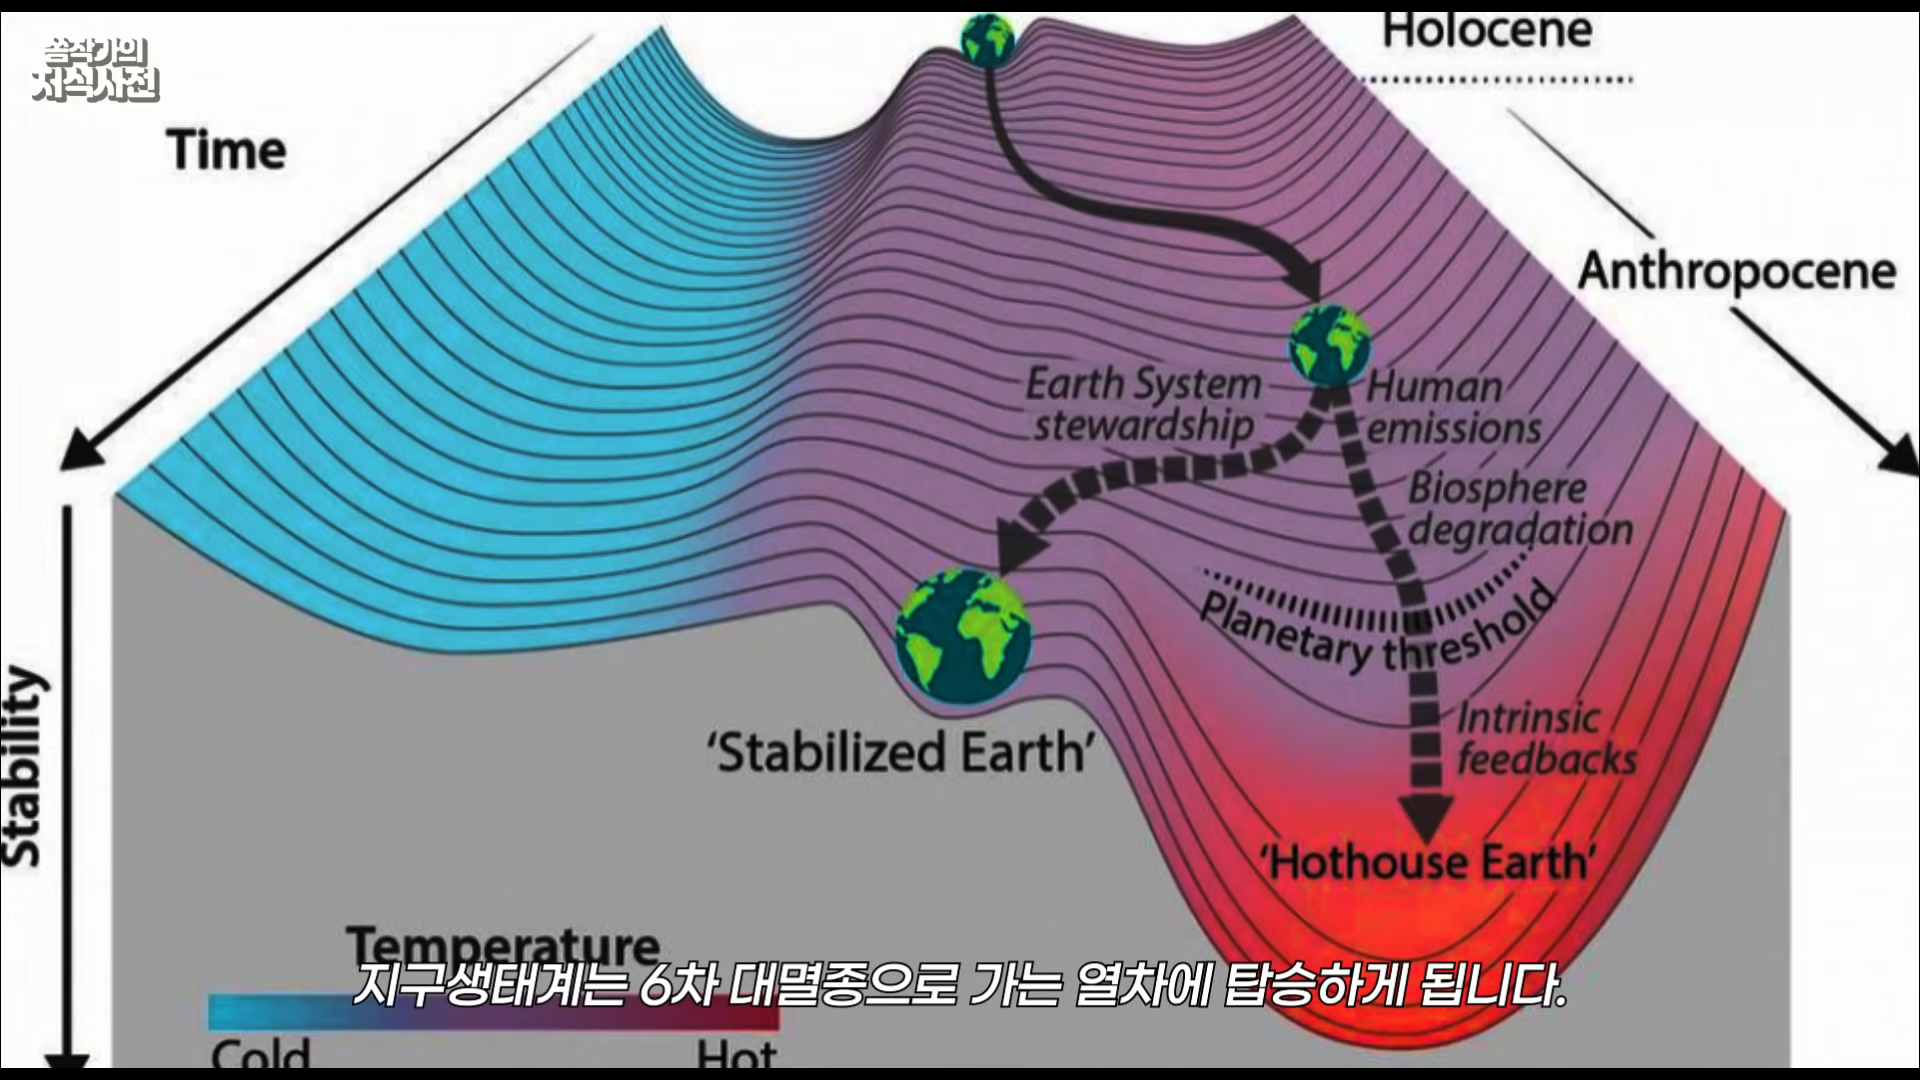 쏨작가의
지식사전
Holocene
Time
Anthropocene
Earth System
stewardship
Human
emissions
Biosphere
degradation
Planetary threshold
Stability
Intrinsic
feedbacks
'Stabilized Earth'
'Hothouse Earth'
Temperature
지구생태계는 6차 대멸종으로 가는 열차에 탑승하게 됩니다.
Cold
Hot